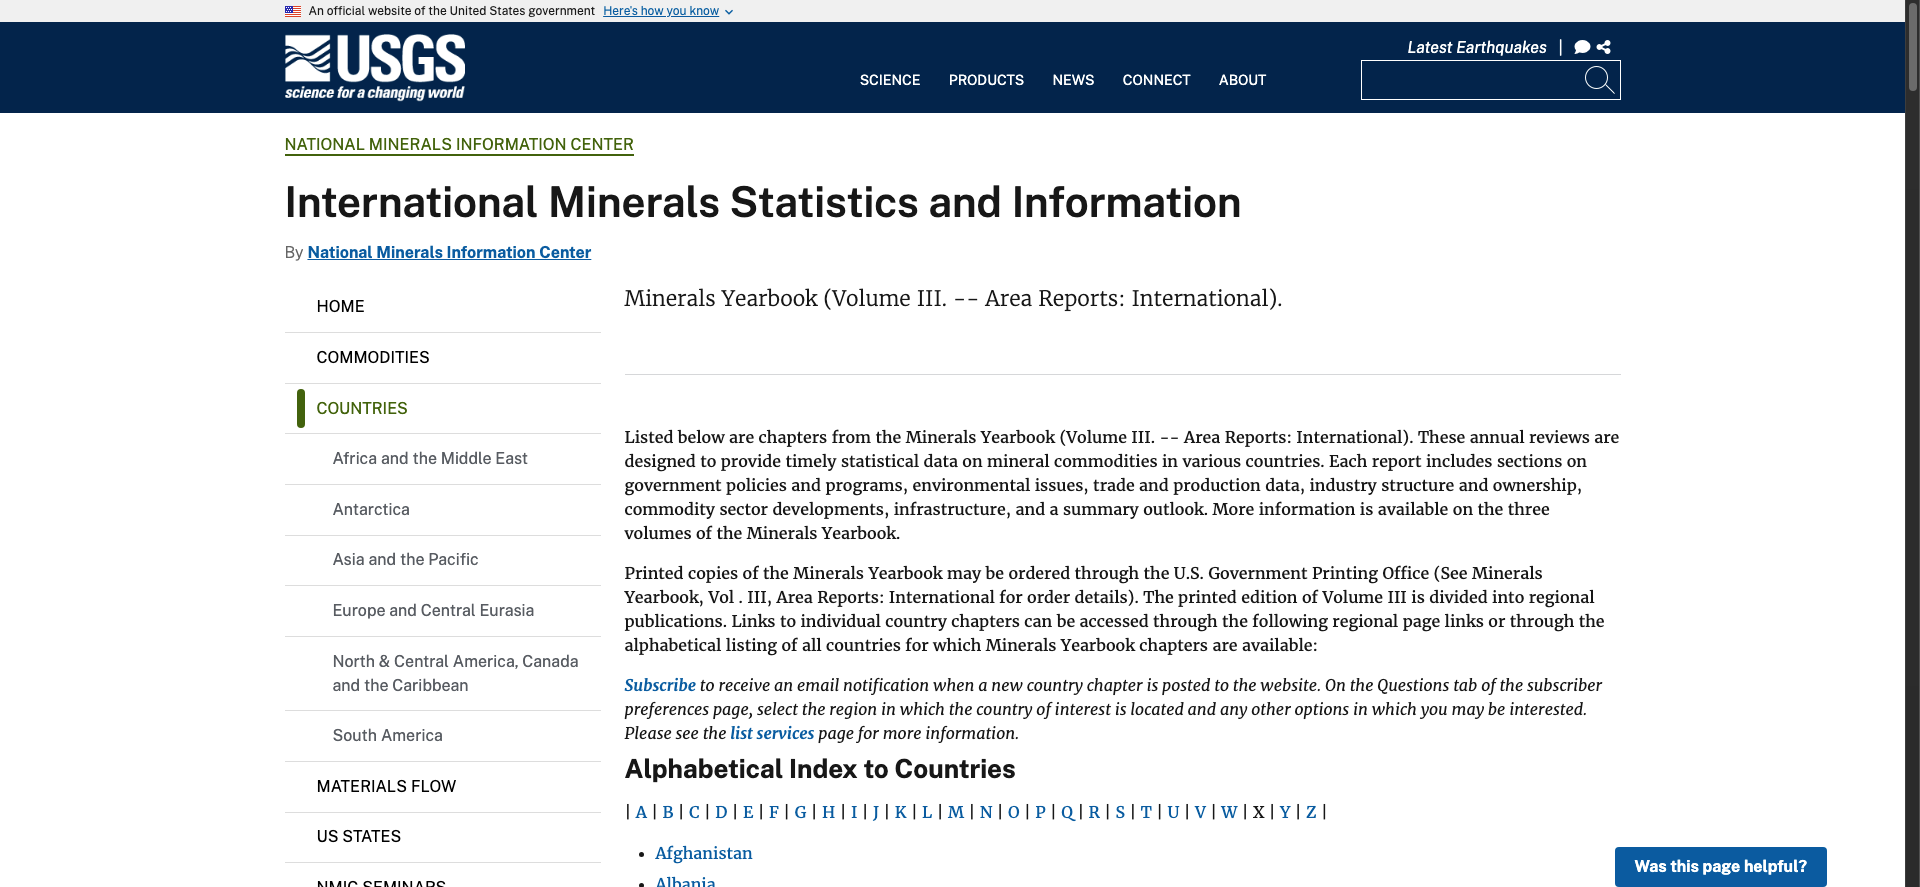 An official website of the United States government Here's how you know
USGS
science for a changing world
Latest Earthquakes |
SCIENCE PRODUCTS NEWS CONNECT ABOUT
NATIONAL MINERALS INFORMATION CENTER
International Minerals Statistics and Information
By National Minerals Information Center
HOME
COMMODITIES
COUNTRIES
Africa and the Middle East
Antarctica
Asia and the Pacific
Europe and Central Eurasia
North & Central America, Canada
and the Caribbean
South America
MATERIALS FLOW
US STATES
NMIC SEMINARS
Minerals Yearbook (Volume III. -- Area Reports: International).
Listed below are chapters from the Minerals Yearbook (Volume III. -- Area Reports: International). These annual reviews are
designed to provide timely statistical data on mineral commodities in various countries. Each report includes sections on
government policies and programs, environmental issues, trade and production data, industry structure and ownership,
commodity sector developments, infrastructure, and a summary outlook. More information is available on the three
volumes of the Minerals Yearbook.
Printed copies of the Minerals Yearbook may be ordered through the U.S. Government Printing Office (See Minerals
Yearbook, Vol . III, Area Reports: International for order details). The printed edition of Volume III is divided into regional
publications. Links to individual country chapters can be accessed through the following regional page links or through the
alphabetical listing of all countries for which Minerals Yearbook chapters are available:
Subscribe to receive an email notification when a new country chapter is posted to the website. On the Questions tab of the subscriber
preferences page, select the region in which the country of interest is located and any other options in which you may be interested.
Please see the list services page for more information.
Alphabetical Index to Countries
| A | B | C | D | E | F | G | H | I | J | K | L | M | N | O | P | Q | R | S | T | U | V | W | X | Y | Z |
• Afghanistan
• Albania
Was this page helpful?